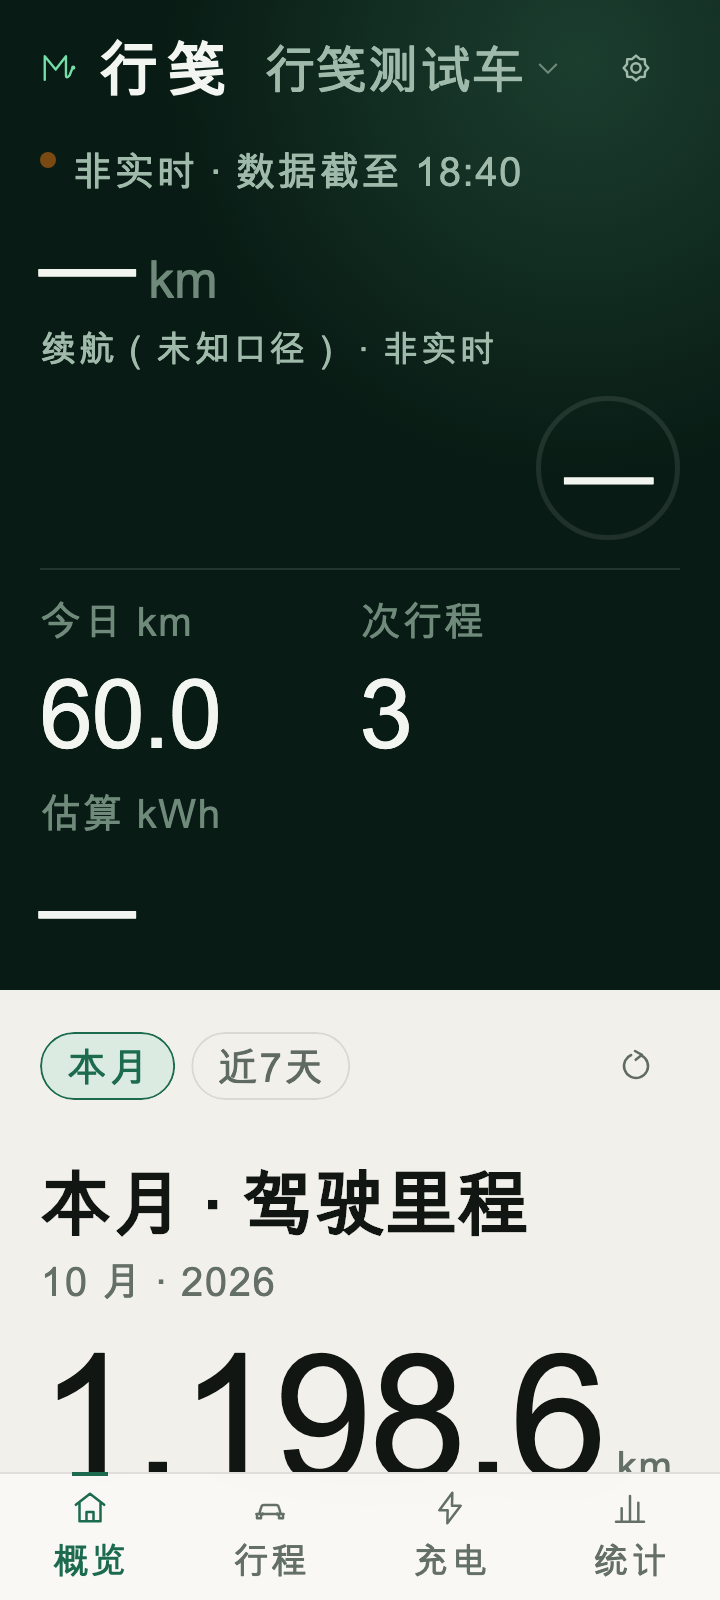 行笺 行笺测试车
非实时 · 数据截至 18:40
— km
续航（未知口径）· 非实时
—
今日 km 次行程
60.0 3
估算 kWh
—
本月 近7天
本月 · 驾驶里程
10 月 · 2026
1,198.6 km
概览 行程 充电 统计